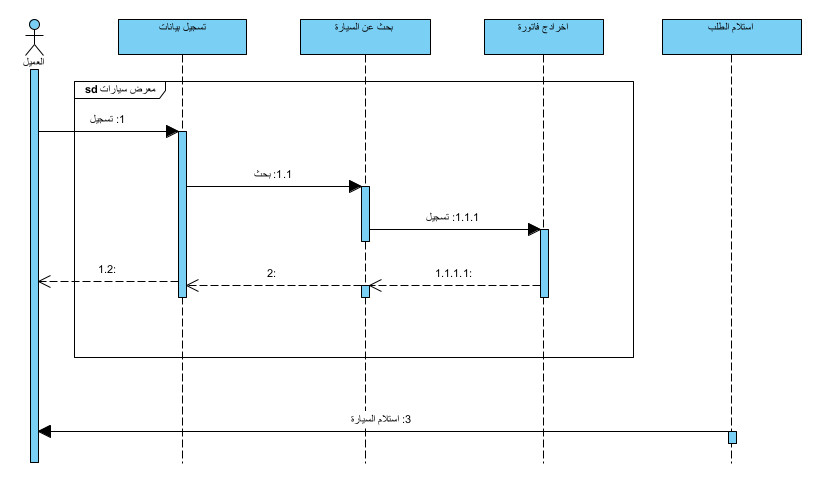 تسجيل بيانات
بحث عن السيارة
اخرادج فاتورة
استلام الطلب
العميل
sd معرض سيارات
1: تسجيل
1.1: بحث
1.1.1: تسجيل
1.2:
2:
1.1.1.1:
3: استلام السيارة